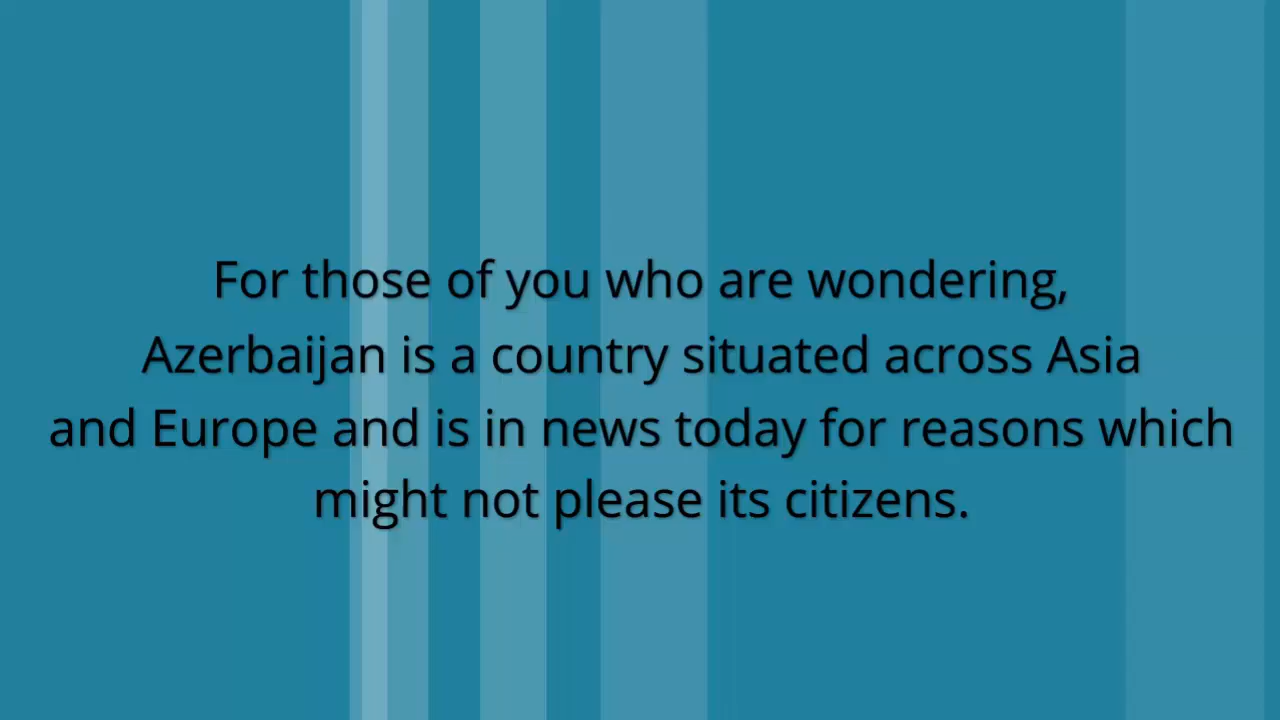 For those of you who are wondering,
Azerbaijan is a country situated across Asia
and Europe and is in news today for reasons which
might not please its citizens.